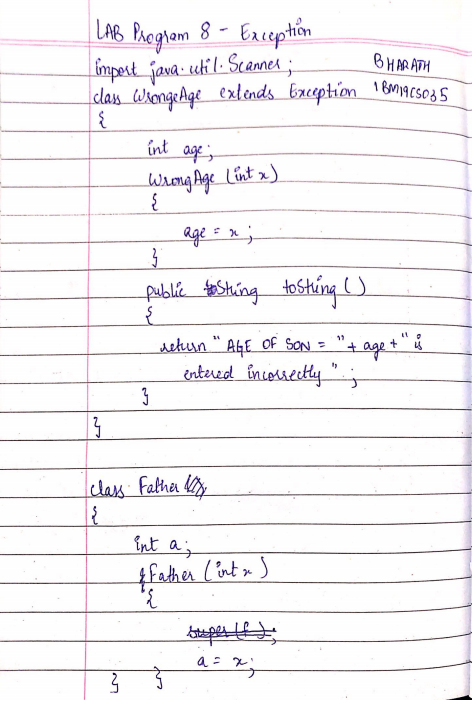 LAB Program 8 - Exception
import java.util.Scanner;
BHARATH
class WrongeAge extends Exception
1BM19CS035
{
int age;
WrongAge (int x)
{
age = x;
}
public String toString ()
{
return " AGE OF SON = "+ age +" is
entered incorrectly ".;
}
}
class Father
{
int a;
Father (int x)
{
super(f);
a = x;
} }